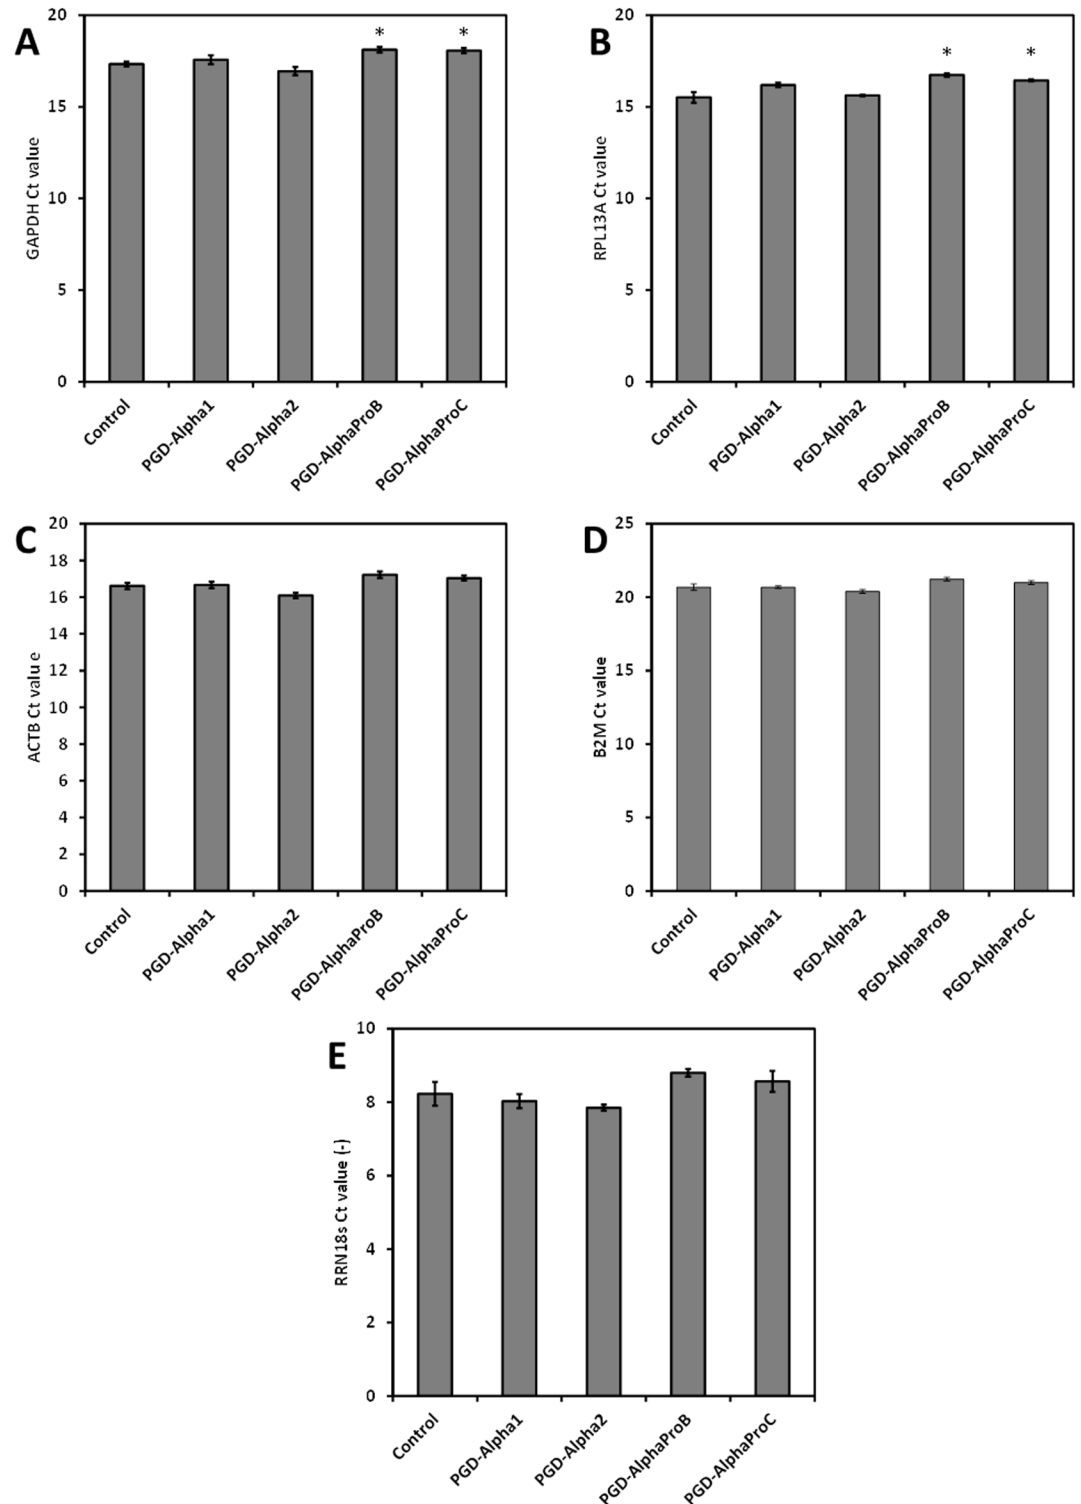 A
GAPDH Ct value
20
15
10
5
0
* *
Control
PGD-Alpha1
PGD-Alpha2
PGD-AlphaProB
PGD-AlphaProC
B
RPL13A Ct value
20
15
10
5
0
* *
Control
PGD-Alpha1
PGD-Alpha2
PGD-AlphaProB
PGD-AlphaProC
C
ACTB Ct value
20
18
16
14
12
10
8
6
4
2
0
Control
PGD-Alpha1
PGD-Alpha2
PGD-AlphaProB
PGD-AlphaProC
D
B2M Ct value
25
20
15
10
5
0
Control
PGD-Alpha1
PGD-Alpha2
PGD-AlphaProB
PGD-AlphaProC
E
RRN18s Ct value (-)
10
8
6
4
2
0
Control
PGD-Alpha1
PGD-Alpha2
PGD-AlphaProB
PGD-AlphaProC